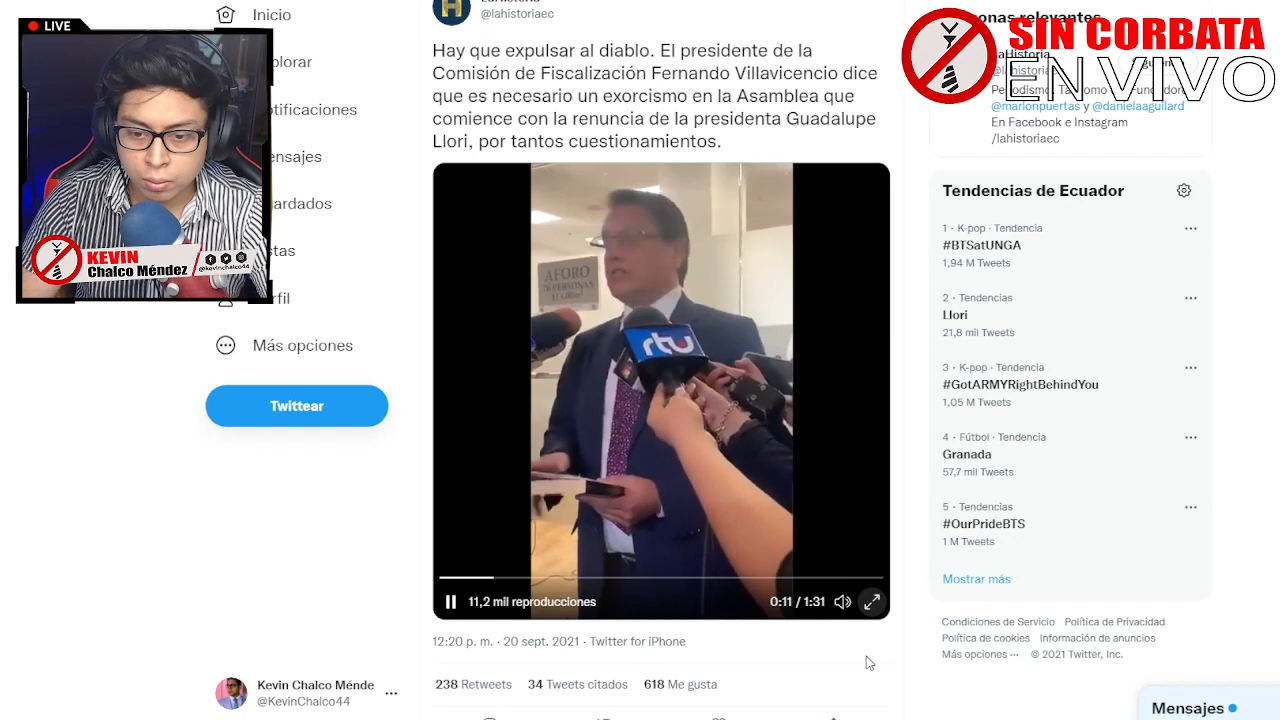 LIVE
KEVIN
Chalco Méndez
@kevinchalco44
Inicio
plorar
otificaciones
ensajes
ardados
stas
rfil
Más opciones
Twittear
Kevin Chalco Ménde
@KevinChalco44
@lahistoriaec
Hay que expulsar al diablo. El presidente de la
Comisión de Fiscalización Fernando Villavicencio dice
que es necesario un exorcismo en la Asamblea que
comience con la renuncia de la presidenta Guadalupe
Llori, por tantos cuestionamientos.
AFORO
rtu
11,2 mil reproducciones
0:11 / 1:31
12:20 p. m. · 20 sept. 2021 · Twitter for iPhone
238 Retweets 34 Tweets citados 618 Me gusta
SIN CORBATA
EN VIVO
onas relevantes
LaHistoria
@lahistoriaec
@marlonpuertas y @danielaaguilard
En Facebook e Instagram
/lahistoriaec
Tendencias de Ecuador
1 · K-pop · Tendencia
#BTSatUNGA
1,94 M Tweets
2 · Tendencias
Llori
21,8 mil Tweets
3 · K-pop · Tendencia
#GotARMYRightBehindYou
1,05 M Tweets
4 · Fútbol · Tendencia
Granada
57,7 mil Tweets
5 · Tendencias
#OurPrideBTS
1 M Tweets
Mostrar más
Condiciones de Servicio Política de Privacidad
Política de cookies Información de anuncios
Más opciones ··· © 2021 Twitter, Inc.
Mensajes